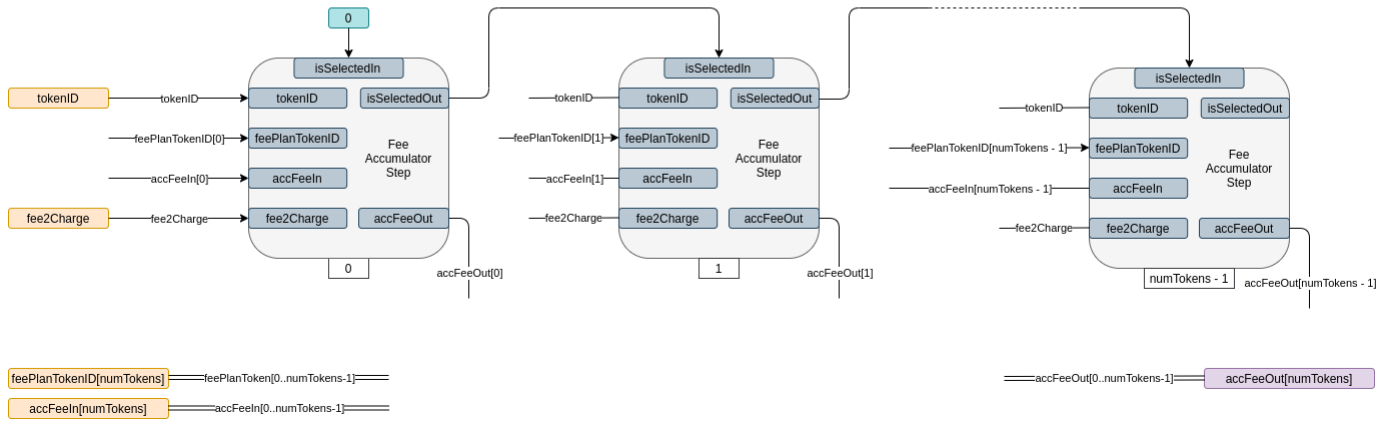 0
isSelectedIn
tokenID
tokenID
tokenID
isSelectedOut
feePlanTokenID[0]
feePlanTokenID
Fee
Accumulator
Step
accFeeIn[0]
accFeeIn
fee2Charge
fee2Charge
fee2Charge
accFeeOut
0
accFeeOut[0]
isSelectedIn
tokenID
tokenID
isSelectedOut
feePlanTokenID[1]
feePlanTokenID
Fee
Accumulator
Step
accFeeIn[1]
accFeeIn
fee2Charge
fee2Charge
accFeeOut
1
accFeeOut[1]
isSelectedIn
tokenID
tokenID
isSelectedOut
feePlanTokenID[numTokens - 1]
feePlanTokenID
Fee
Accumulator
Step
accFeeIn[numTokens - 1]
accFeeIn
fee2Charge
fee2Charge
accFeeOut
numTokens - 1
accFeeOut[numTokens - 1]
feePlanTokenID[numTokens]
feePlanToken[0..numTokens-1]
accFeeIn[numTokens]
accFeeIn[0..numTokens-1]
accFeeOut[0..numTokens-1]
accFeeOut[numTokens]